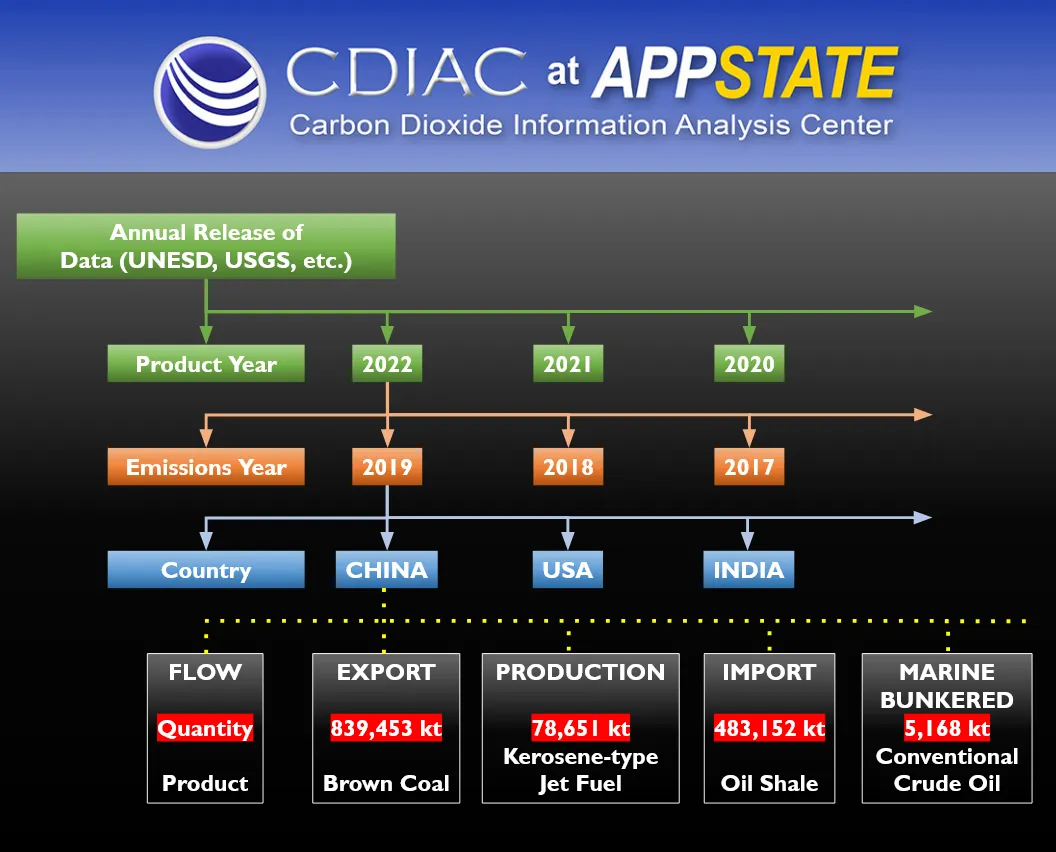 CDIAC at APPSTATE
Carbon Dioxide Information Analysis Center
Annual Release of
Data (UNESD, USGS, etc.)
Product Year 2022 2021 2020
Emissions Year 2019 2018 2017
Country CHINA USA INDIA
FLOW
Quantity
Product
EXPORT
839,453 kt
Brown Coal
PRODUCTION
78,651 kt
Kerosene-type
Jet Fuel
IMPORT
483,152 kt
Oil Shale
MARINE
BUNKERED
5,168 kt
Conventional
Crude Oil